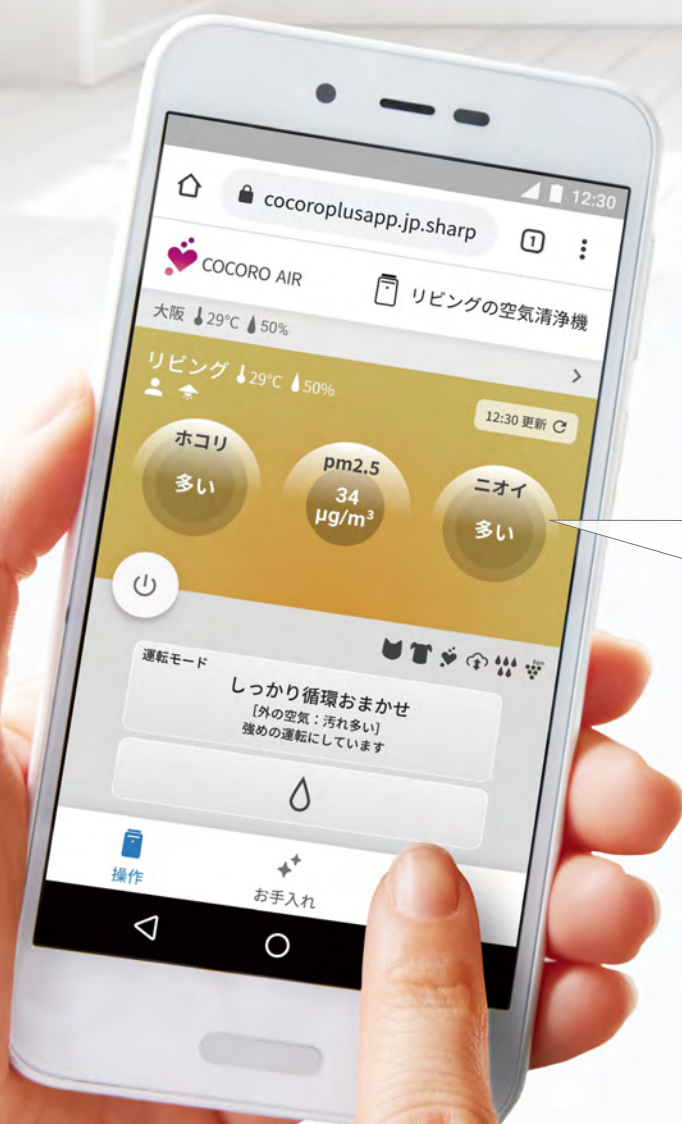 12:30
cocoroplusapp.jp.sharp
1
COCORO AIR
リビングの空気清浄機
大阪 29℃ 50%
リビング 29℃ 50%
12:30 更新
ホコリ
多い
pm2.5
34
μg/m³
ニオイ
多い
運転モード
しっかり循環おまかせ
[外の空気:汚れ多い]
強めの運転にしています
操作
お手入れ